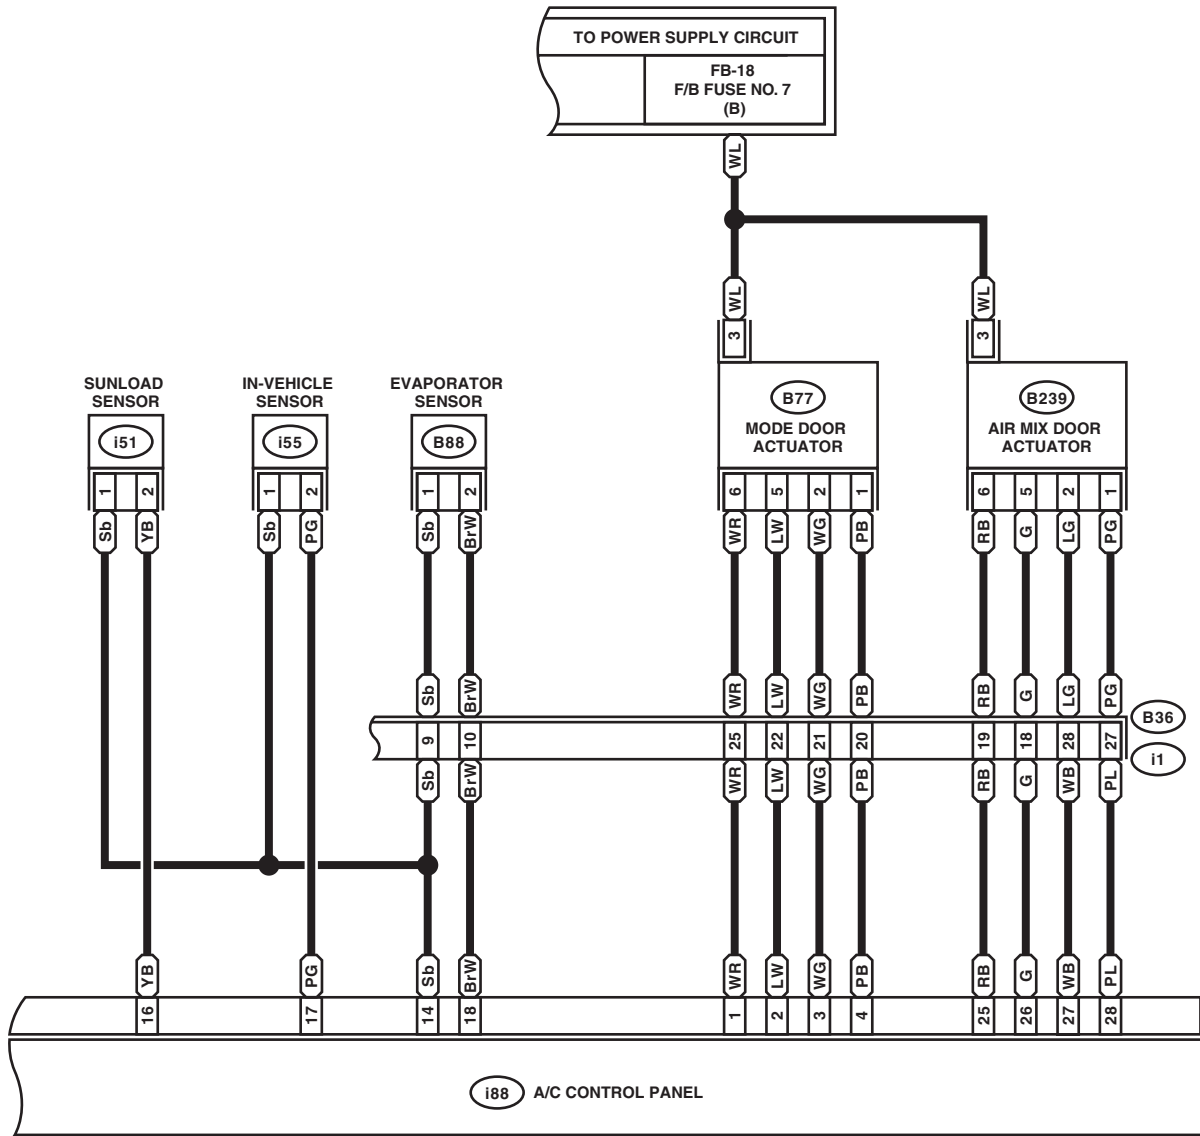 TO POWER SUPPLY CIRCUIT
FB-18
F/B FUSE NO. 7
(B)
WL
WL WL
3 3
SUNLOAD
SENSOR
IN-VEHICLE
SENSOR
EVAPORATOR
SENSOR
B77
MODE DOOR
ACTUATOR
B239
AIR MIX DOOR
ACTUATOR
i51 i55 B88
1 2 1 2 1 2 6 5 2 1 6 5 2 1
Sb YB Sb PG Sb BrW WR LW WG PB RB G LG PG
Sb BrW WR LW WG PB RB G LG PG
B36
9 10 25 22 21 20 19 18 28 27
i1
Sb BrW WR LW WG PB RB G WB PL
YB PG Sb BrW WR LW WG PB RB G WB PL
16 17 14 18 1 2 3 4 25 26 27 28
i88 A/C CONTROL PANEL